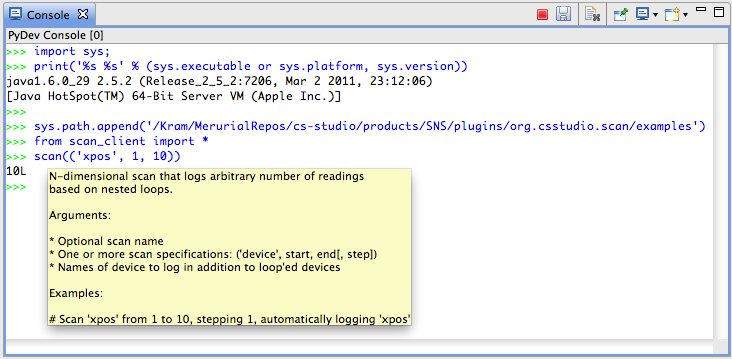 Console
PyDev Console [0]
>>> import sys;
>>> print('%s %s' % (sys.executable or sys.platform, sys.version))
java1.6.0_29 2.5.2 (Release_2_5_2:7206, Mar 2 2011, 23:12:06)
[Java HotSpot(TM) 64-Bit Server VM (Apple Inc.)]
>>>
>>> sys.path.append('/Kram/MerurialRepos/cs-studio/products/SNS/plugins/org.csstudio.scan/examples')
>>> from scan_client import *
>>> scan(('xpos', 1, 10))
10L
>>>
N-dimensional scan that logs arbitrary number of readings
based on nested loops.
Arguments:
* Optional scan name
* One or more scan specifications: ('device', start, end[, step])
* Names of device to log in addition to loop'ed devices
Examples:
# Scan 'xpos' from 1 to 10, stepping 1, automatically logging 'xpos'